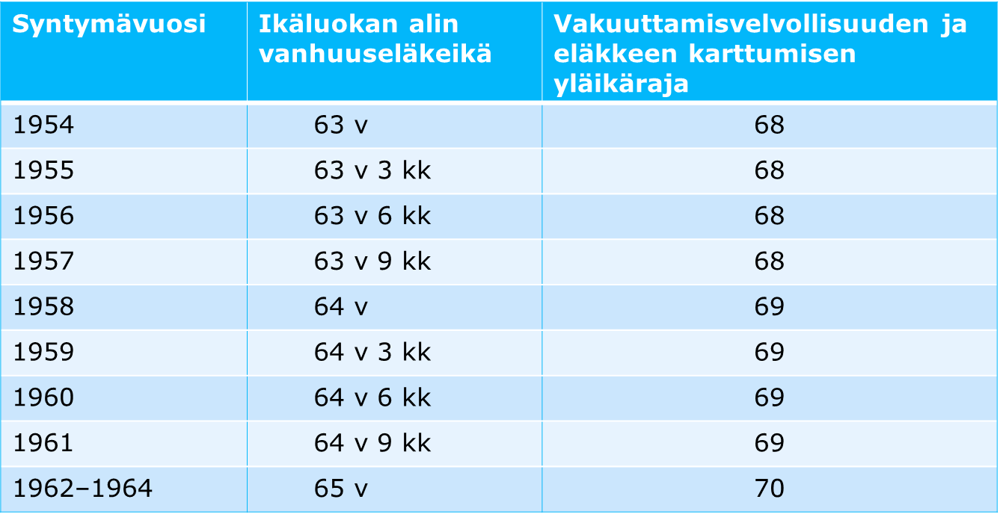 Syntymävuosi
Ikäluokan alin
vanhuuseläkeikä
Vakuuttamisvelvollisuuden ja
eläkkeen karttumisen
yläikäraja
1954 63 v 68
1955 63 v 3 kk 68
1956 63 v 6 kk 68
1957 63 v 9 kk 68
1958 64 v 69
1959 64 v 3 kk 69
1960 64 v 6 kk 69
1961 64 v 9 kk 69
1962–1964 65 v 70